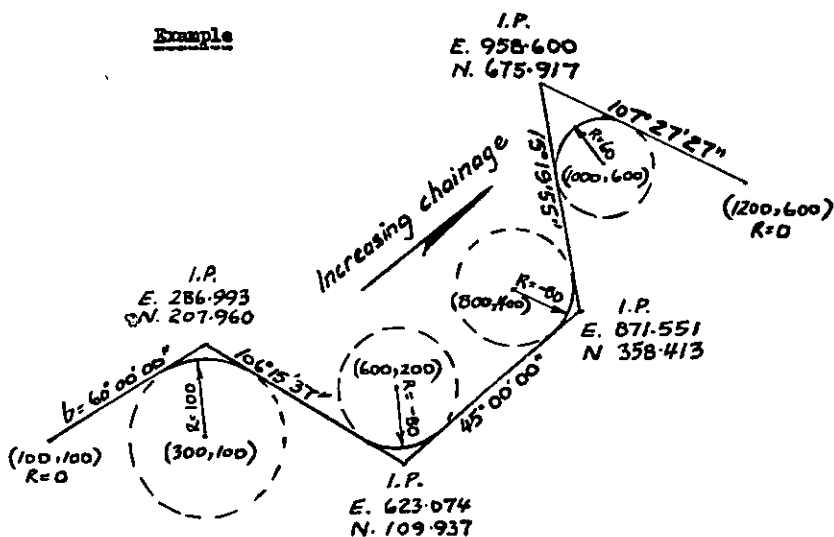 Example
I.P.
E. 958·600
N. 675·917
107° 27' 27"
R=60
(1000,600)
15° 19' 55"
(1200,600)
R=0
Increasing chainage
I.P.
E. 286.993
N. 207.960
b = 60° 00' 00"
106° 15' 37"
R=100
(300,100)
(100,100)
R=0
(600,200)
R=-80
(800,400)
R=-80
45° 00' 00"
I.P.
E. 871·551
N 358·413
I.P.
E. 623·074
N. 109·937